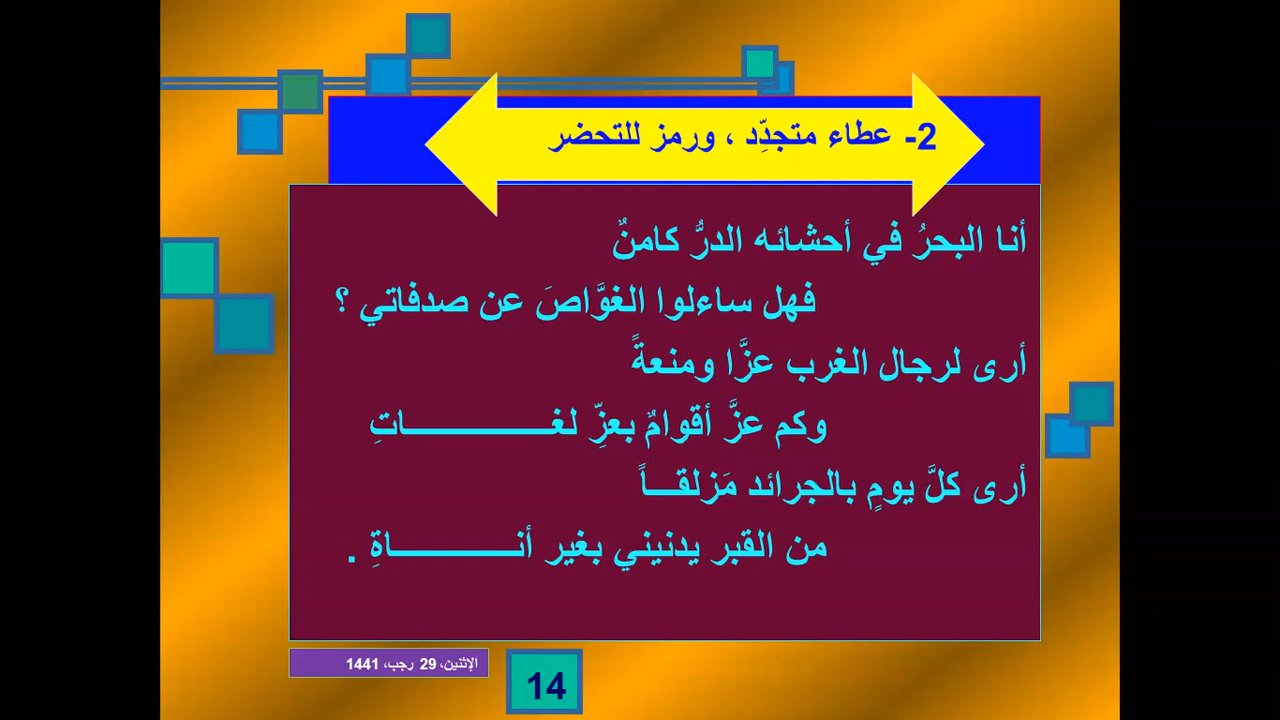 2- عطاء متجدِّد ، ورمز للتحضر
أنا البحرُ في أحشائه الدرُّ كامنٌ
فهل ساءلوا الغوَّاصَ عن صدفاتي ؟
أرى لرجال الغرب عزَّا ومنعةً
وكم عزَّ أقوامٌ بعزِّ لغـــــــــــــاتِ
أرى كلَّ يومٍ بالجرائد مَزلقــاً
من القبر يدنيني بغير أنـــــــــــاةِ .
الإثنين، 29 رجب، 1441
14